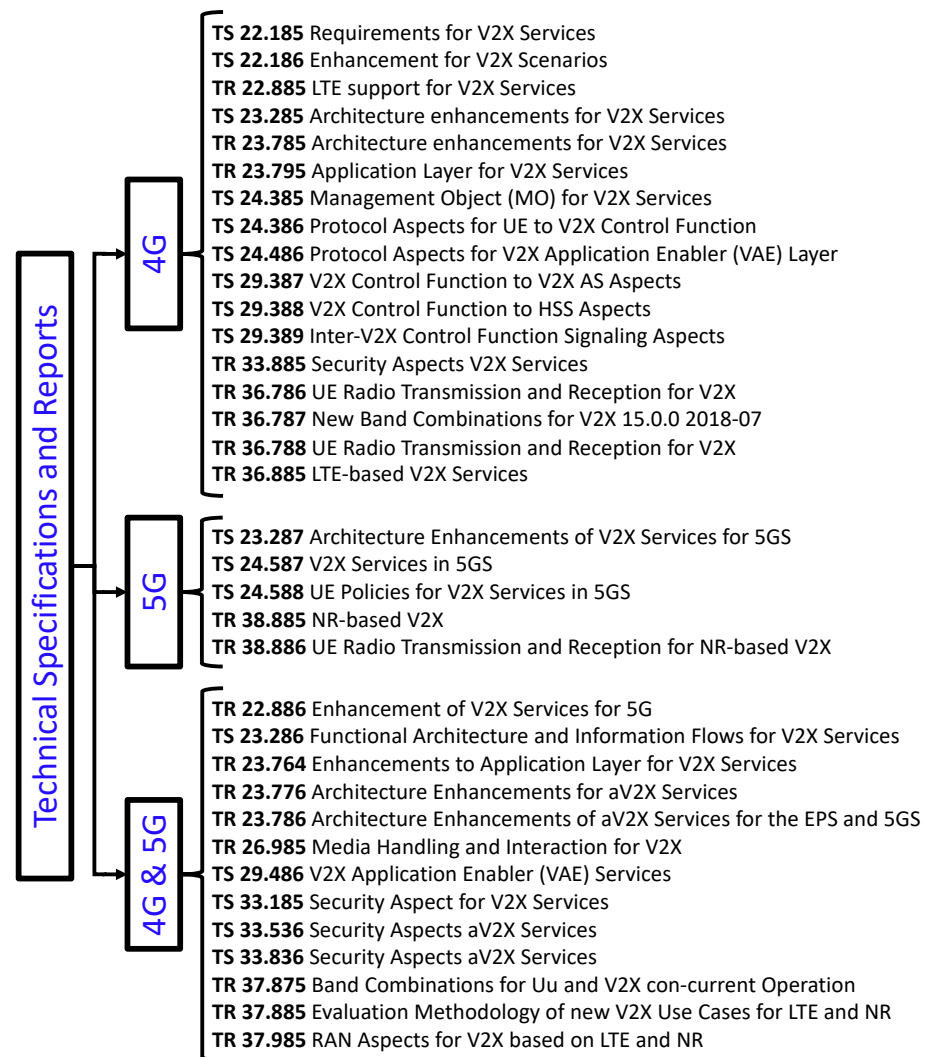 Technical Specifications and Reports
4G
TS 22.185 Requirements for V2X Services
TS 22.186 Enhancement for V2X Scenarios
TR 22.885 LTE support for V2X Services
TS 23.285 Architecture enhancements for V2X Services
TR 23.785 Architecture enhancements for V2X Services
TR 23.795 Application Layer for V2X Services
TS 24.385 Management Object (MO) for V2X Services
TS 24.386 Protocol Aspects for UE to V2X Control Function
TS 24.486 Protocol Aspects for V2X Application Enabler (VAE) Layer
TS 29.387 V2X Control Function to V2X AS Aspects
TS 29.388 V2X Control Function to HSS Aspects
TS 29.389 Inter-V2X Control Function Signaling Aspects
TR 33.885 Security Aspects V2X Services
TR 36.786 UE Radio Transmission and Reception for V2X
TR 36.787 New Band Combinations for V2X 15.0.0 2018-07
TR 36.788 UE Radio Transmission and Reception for V2X
TR 36.885 LTE-based V2X Services
5G
TS 23.287 Architecture Enhancements of V2X Services for 5GS
TS 24.587 V2X Services in 5GS
TS 24.588 UE Policies for V2X Services in 5GS
TR 38.885 NR-based V2X
TR 38.886 UE Radio Transmission and Reception for NR-based V2X
4G & 5G
TR 22.886 Enhancement of V2X Services for 5G
TS 23.286 Functional Architecture and Information Flows for V2X Services
TR 23.764 Enhancements to Application Layer for V2X Services
TR 23.776 Architecture Enhancements for aV2X Services
TR 23.786 Architecture Enhancements of aV2X Services for the EPS and 5GS
TR 26.985 Media Handling and Interaction for V2X
TS 29.486 V2X Application Enabler (VAE) Services
TS 33.185 Security Aspect for V2X Services
TS 33.536 Security Aspects aV2X Services
TS 33.836 Security Aspects aV2X Services
TR 37.875 Band Combinations for Uu and V2X con-current Operation
TR 37.885 Evaluation Methodology of new V2X Use Cases for LTE and NR
TR 37.985 RAN Aspects for V2X based on LTE and NR